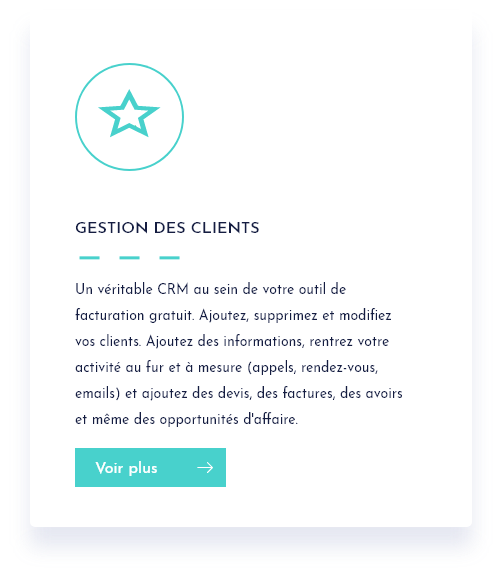 GESTION DES CLIENTS
Un véritable CRM au sein de votre outil de
facturation gratuit. Ajoutez, supprimez et modifiez
vos clients. Ajoutez des informations, rentrez votre
activité au fur et à mesure (appels, rendez-vous,
emails) et ajoutez des devis, des factures, des avoirs
et même des opportunités d'affaire.
Voir plus